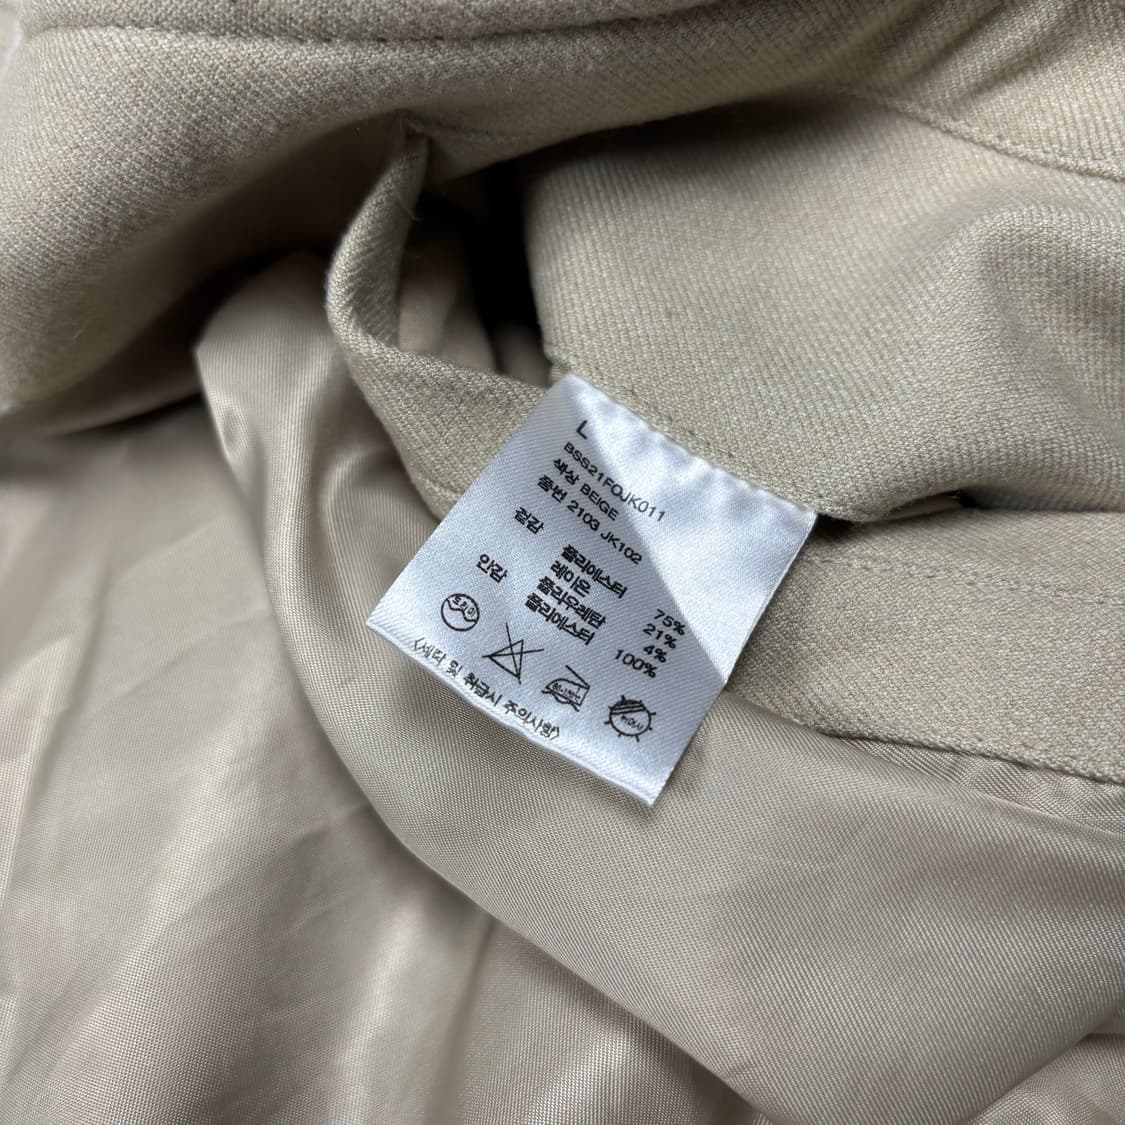 L
BSS21FOJK011
색상 BEIGE
품번 2103 JK102
겉감 폴리에스터 75%
레이온 21%
폴리우레탄 4%
안감 폴리에스터 100%
<세탁 및 취급시 주의사항>